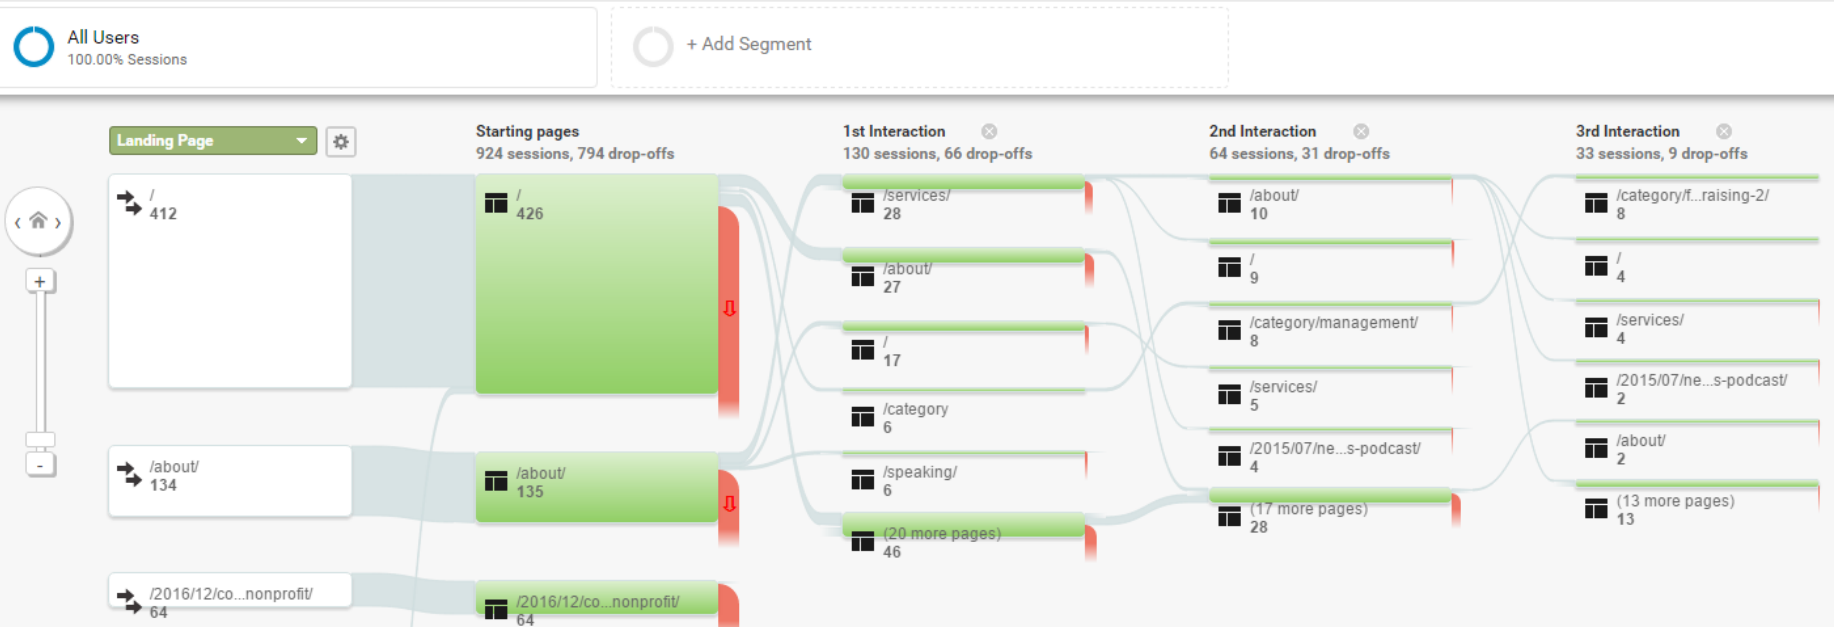 All Users
100.00% Sessions
+ Add Segment
Landing Page
Starting pages
924 sessions, 794 drop-offs
1st Interaction
130 sessions, 66 drop-offs
2nd Interaction
64 sessions, 31 drop-offs
3rd Interaction
33 sessions, 9 drop-offs
/
412
/about/
134
/2016/12/co...nonprofit/
64
/
426
/about/
135
/2016/12/co...nonprofit/
64
/services/
28
/about/
27
/
17
/category
6
/speaking/
6
(20 more pages)
46
/about/
10
/
9
/category/management/
8
/services/
5
/2015/07/ne...s-podcast/
4
(17 more pages)
28
/category/f...raising-2/
8
/
4
/services/
4
/2015/07/ne...s-podcast/
2
/about/
2
(13 more pages)
13
+
-